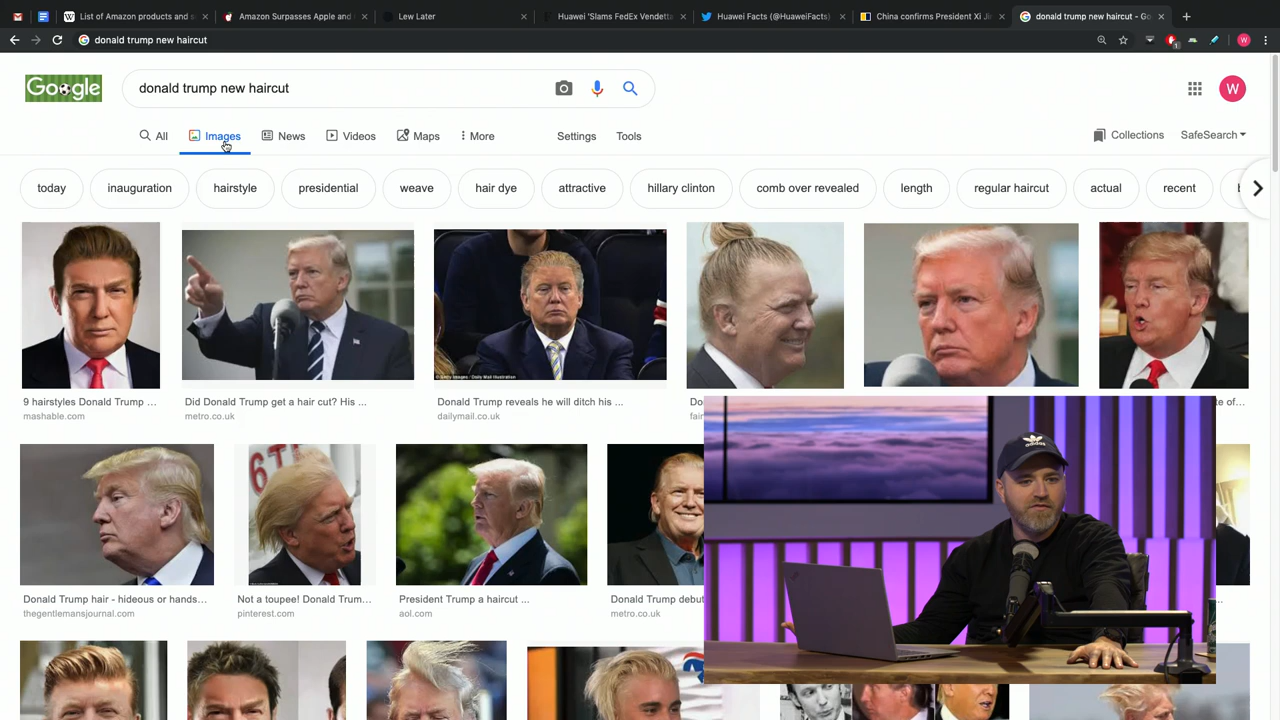 List of Amazon products and s
Amazon Surpasses Apple and
Lew Later
Huawei 'Slams FedEx Vendetta
Huawei Facts (@HuaweiFacts)
China confirms President Xi Jin
donald trump new haircut - Go
donald trump new haircut
W
Google
donald trump new haircut
W
All
Images
News
Videos
Maps
More
Settings
Tools
Collections
SafeSearch
today
inauguration
hairstyle
presidential
weave
hair dye
attractive
hillary clinton
comb over revealed
length
regular haircut
actual
recent
9 hairstyles Donald Trump ...
mashable.com
Did Donald Trump get a hair cut? His ...
metro.co.uk
Donald Trump reveals he will ditch his ...
dailymail.co.uk
te of...
adidas
Donald Trump hair - hideous or hands...
thegentlemansjournal.com
Not a toupee! Donald Trum...
pinterest.com
President Trump a haircut ...
aol.com
Donald Trump debut
metro.co.uk